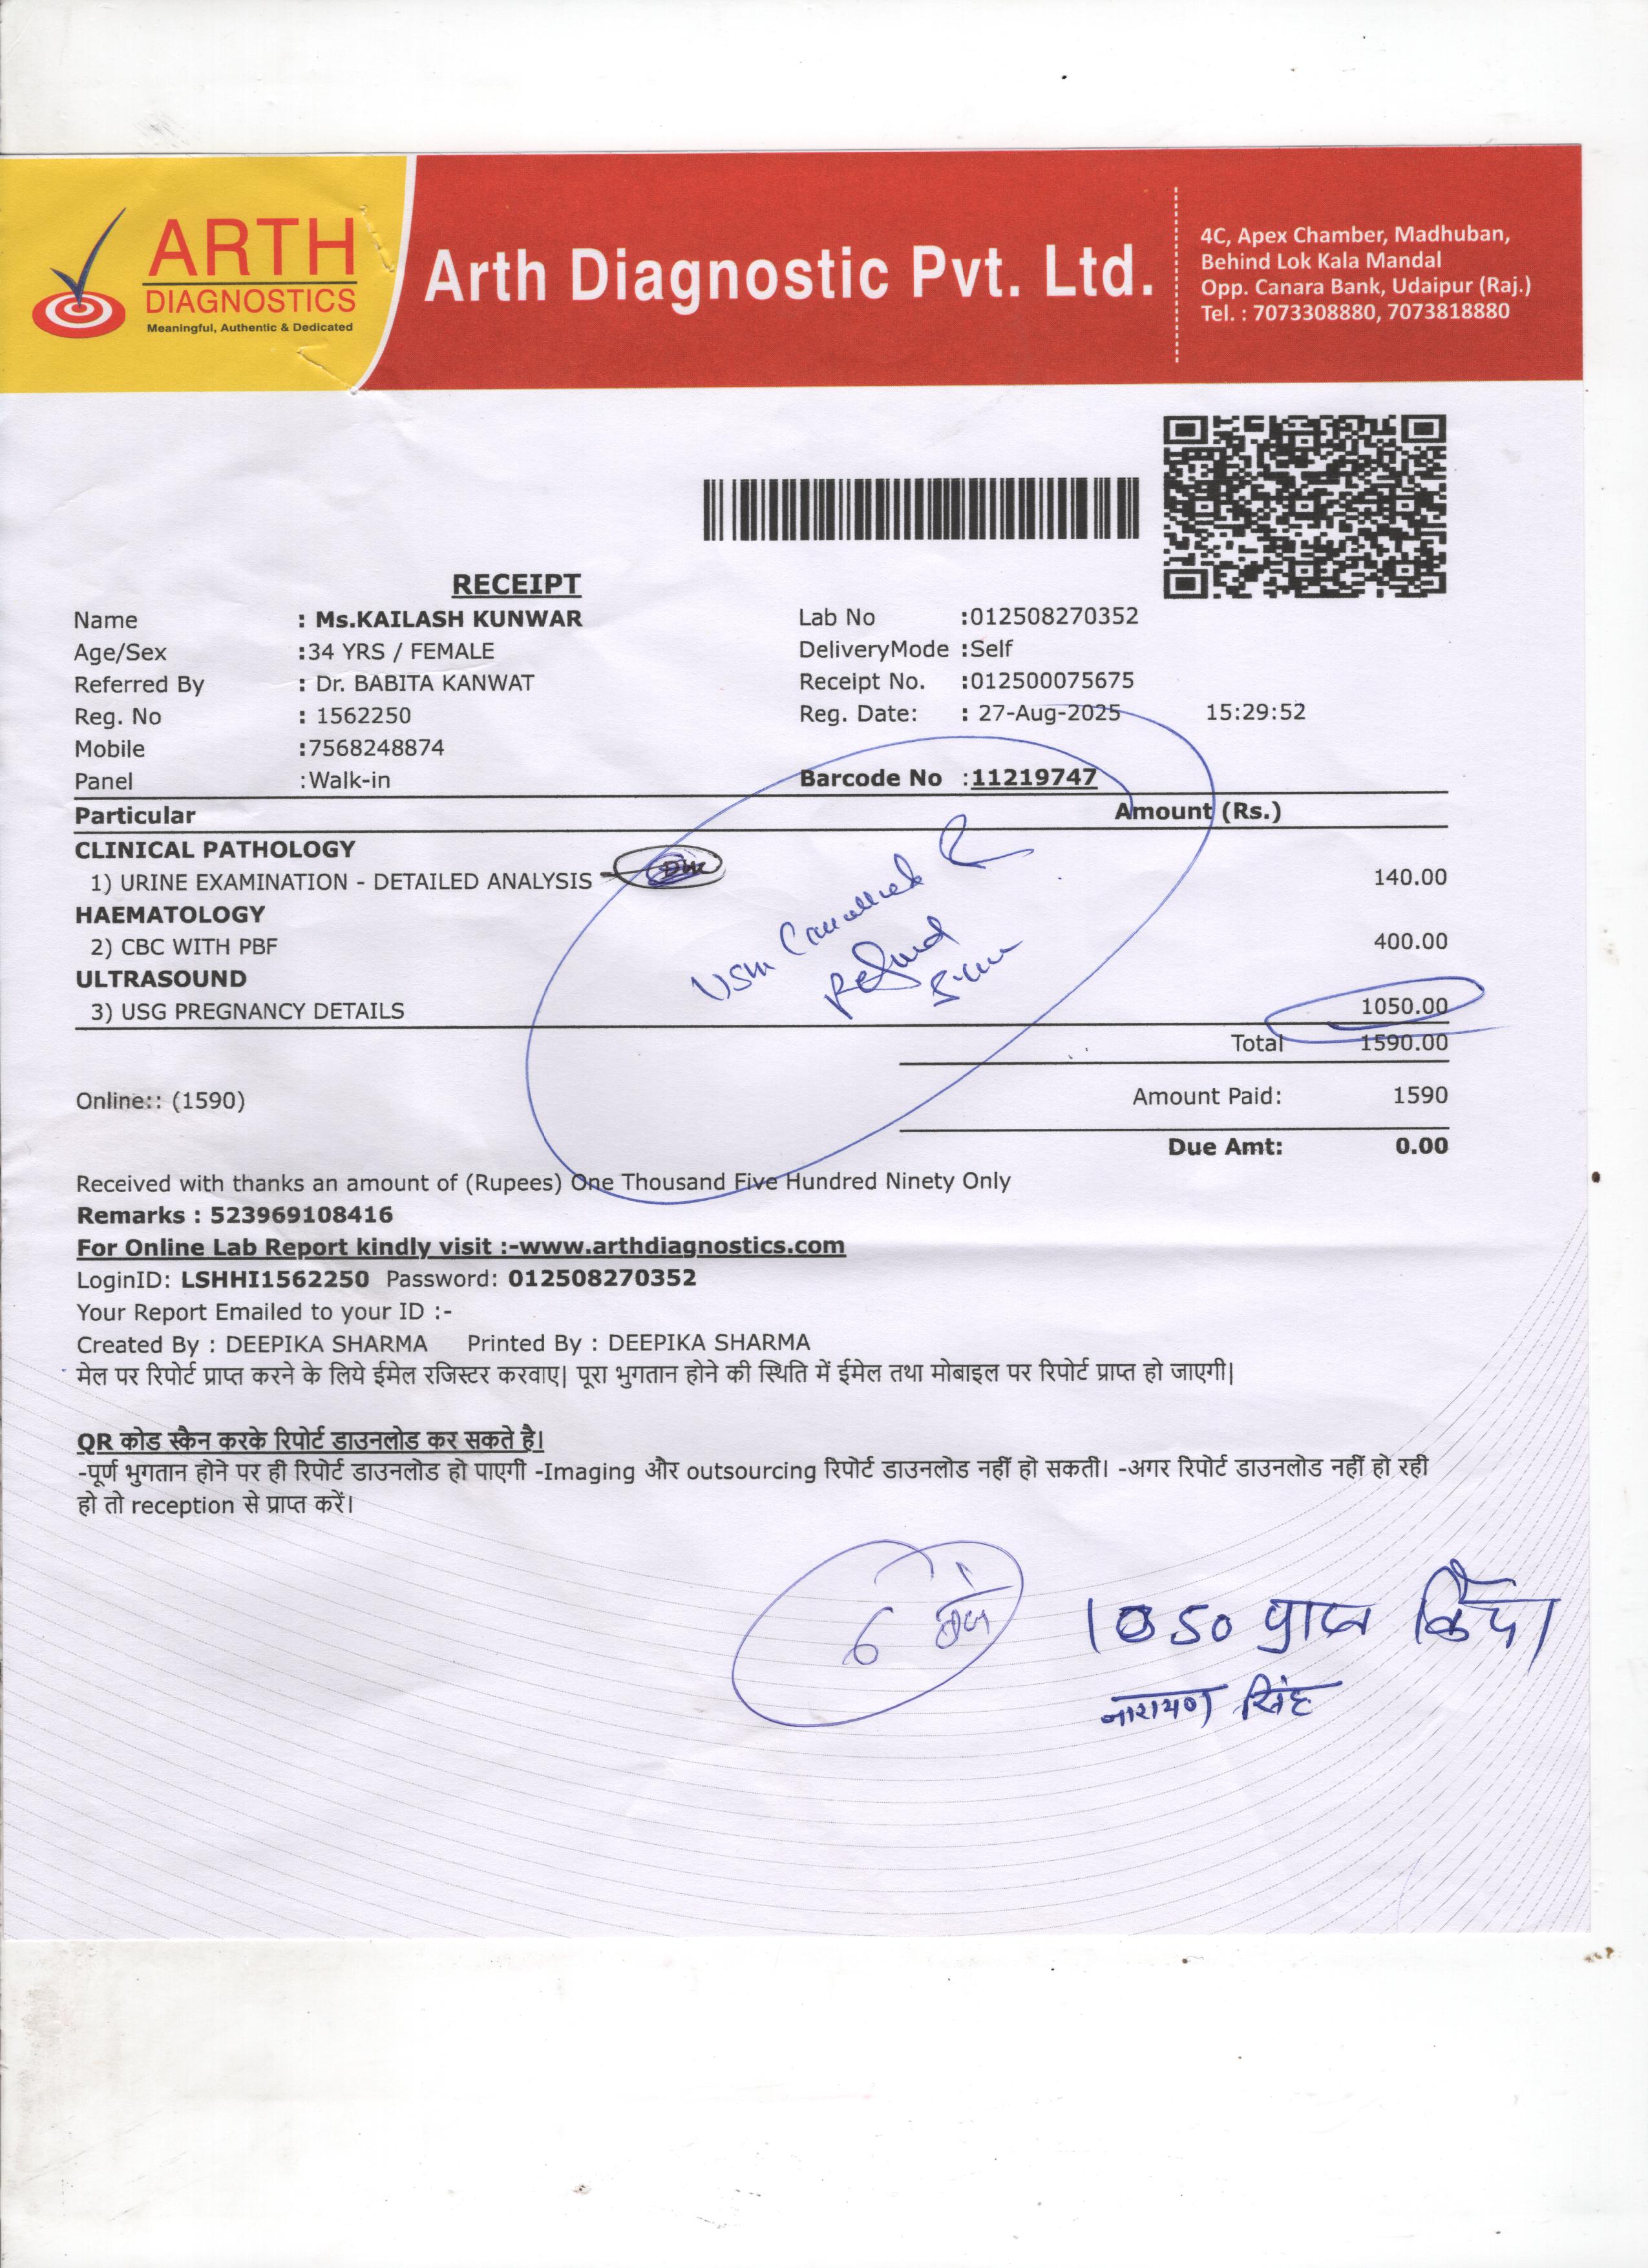 ARTH
DIAGNOSTICS
Meaningful, Authentic & Dedicated
Arth Diagnostic Pvt. Ltd.
4C, Apex Chamber, Madhuban,
Behind Lok Kala Mandal
Opp. Canara Bank, Udaipur (Raj.)
Tel. : 7073308880, 7073818880
RECEIPT
Name : Ms.KAILASH KUNWAR Lab No :012508270352
Age/Sex :34 YRS / FEMALE DeliveryMode :Self
Referred By : Dr. BABITA KANWAT Receipt No. :012500075675
Reg. No : 1562250 Reg. Date: : 27-Aug-2025 15:29:52
Mobile :7568248874
Panel :Walk-in Barcode No :11219747
Particular Amount (Rs.)
CLINICAL PATHOLOGY
1) URINE EXAMINATION - DETAILED ANALYSIS 140.00
HAEMATOLOGY
2) CBC WITH PBF 400.00
ULTRASOUND
3) USG PREGNANCY DETAILS 1050.00
Refund
Total 1590.00
Online:: (1590) Amount Paid: 1590
Due Amt: 0.00
Received with thanks an amount of (Rupees) One Thousand Five Hundred Ninety Only
Remarks : 523969108416
For Online Lab Report kindly visit :-www.arthdiagnostics.com
LoginID: LSHHI1562250 Password: 012508270352
Your Report Emailed to your ID :-
Created By : DEEPIKA SHARMA Printed By : DEEPIKA SHARMA
मेल पर रिपोर्ट प्राप्त करने के लिये ईमेल रजिस्टर करवाए| पूरा भुगतान होने की स्थिति में ईमेल तथा मोबाइल पर रिपोर्ट प्राप्त हो जाएगी|
QR कोड स्कैन करके रिपोर्ट डाउनलोड कर सकते है।
-पूर्ण भुगतान होने पर ही रिपोर्ट डाउनलोड हो पाएगी -Imaging और outsourcing रिपोर्ट डाउनलोड नहीं हो सकती। -अगर रिपोर्ट डाउनलोड नहीं हो रही
हो तो reception से प्राप्त करें।
6 बजे
1050 प्राप्त किये।
नारायण सिंह